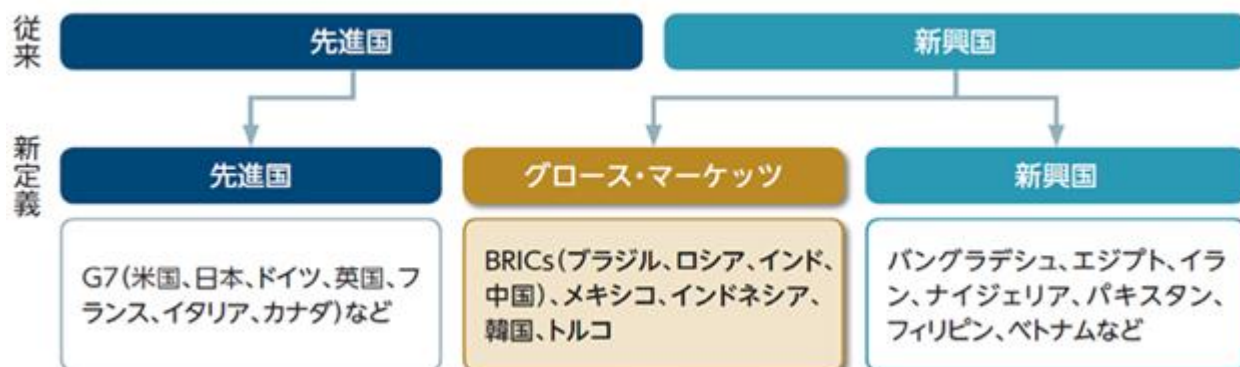 従来
先進国
新興国
新定義
先進国
グロース・マーケッツ
新興国
G7(米国、日本、ドイツ、英国、フ
ランス、イタリア、カナダ)など
BRICs(ブラジル、ロシア、インド、
中国)、メキシコ、インドネシア、
韓国、トルコ
バングラデシュ、エジプト、イラ
ン、ナイジェリア、パキスタン、
フィリピン、ベトナムなど